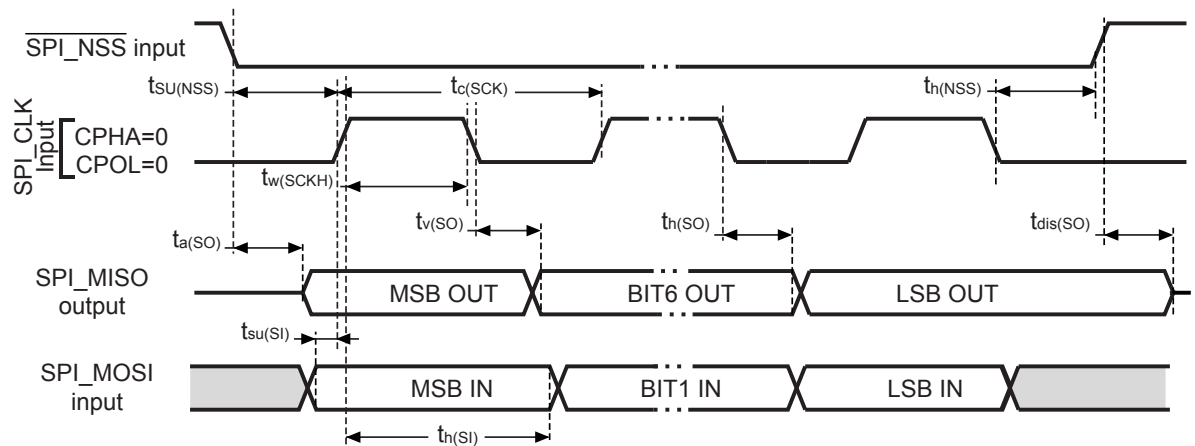 SPI_NSS input
tSU(NSS)
tc(SCK)
th(NSS)
SPI_CLK
Input
CPHA=0
CPOL=0
tw(SCKH)
tv(SO)
th(SO)
tdis(SO)
ta(SO)
SPI_MISO
output
MSB OUT
BIT6 OUT
LSB OUT
tsu(SI)
SPI_MOSI
input
MSB IN
BIT1 IN
LSB IN
th(SI)